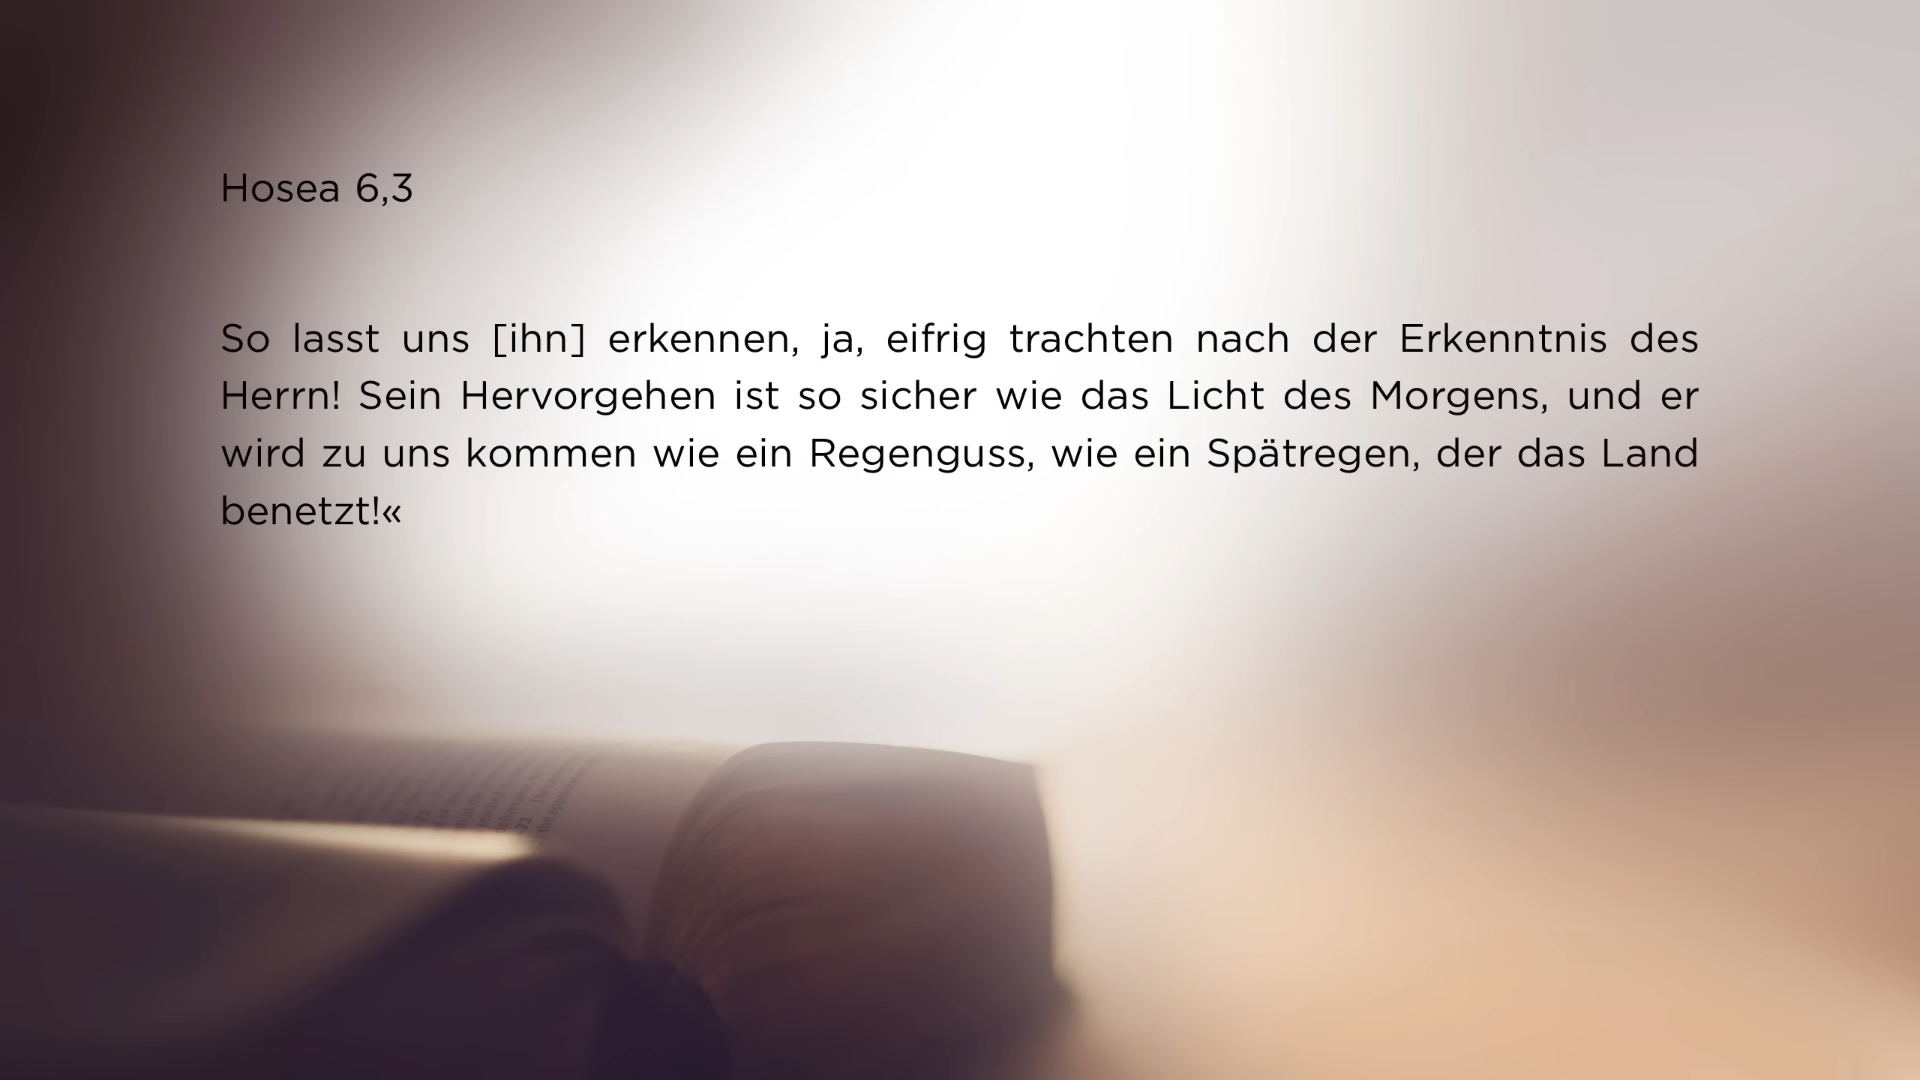 Hosea 6,3
So lasst uns [ihn] erkennen, ja, eifrig trachten nach der Erkenntnis des
Herrn! Sein Hervorgehen ist so sicher wie das Licht des Morgens, und er
wird zu uns kommen wie ein Regenguss, wie ein Spätregen, der das Land
benetzt!«